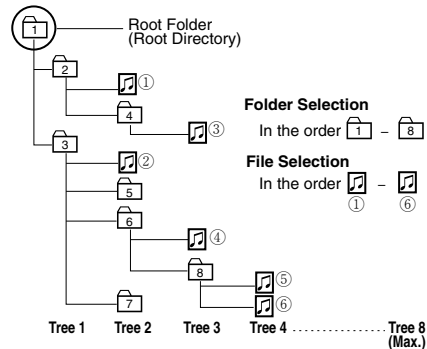 1
Root Folder
(Root Directory)
2
①
4
③
3
②
5
6
④
8
⑤
⑥
7
Folder Selection
In the order 1 – 8
File Selection
In the order –
① ⑥
Tree 1 Tree 2 Tree 3 Tree 4 ........................ Tree 8
(Max.)